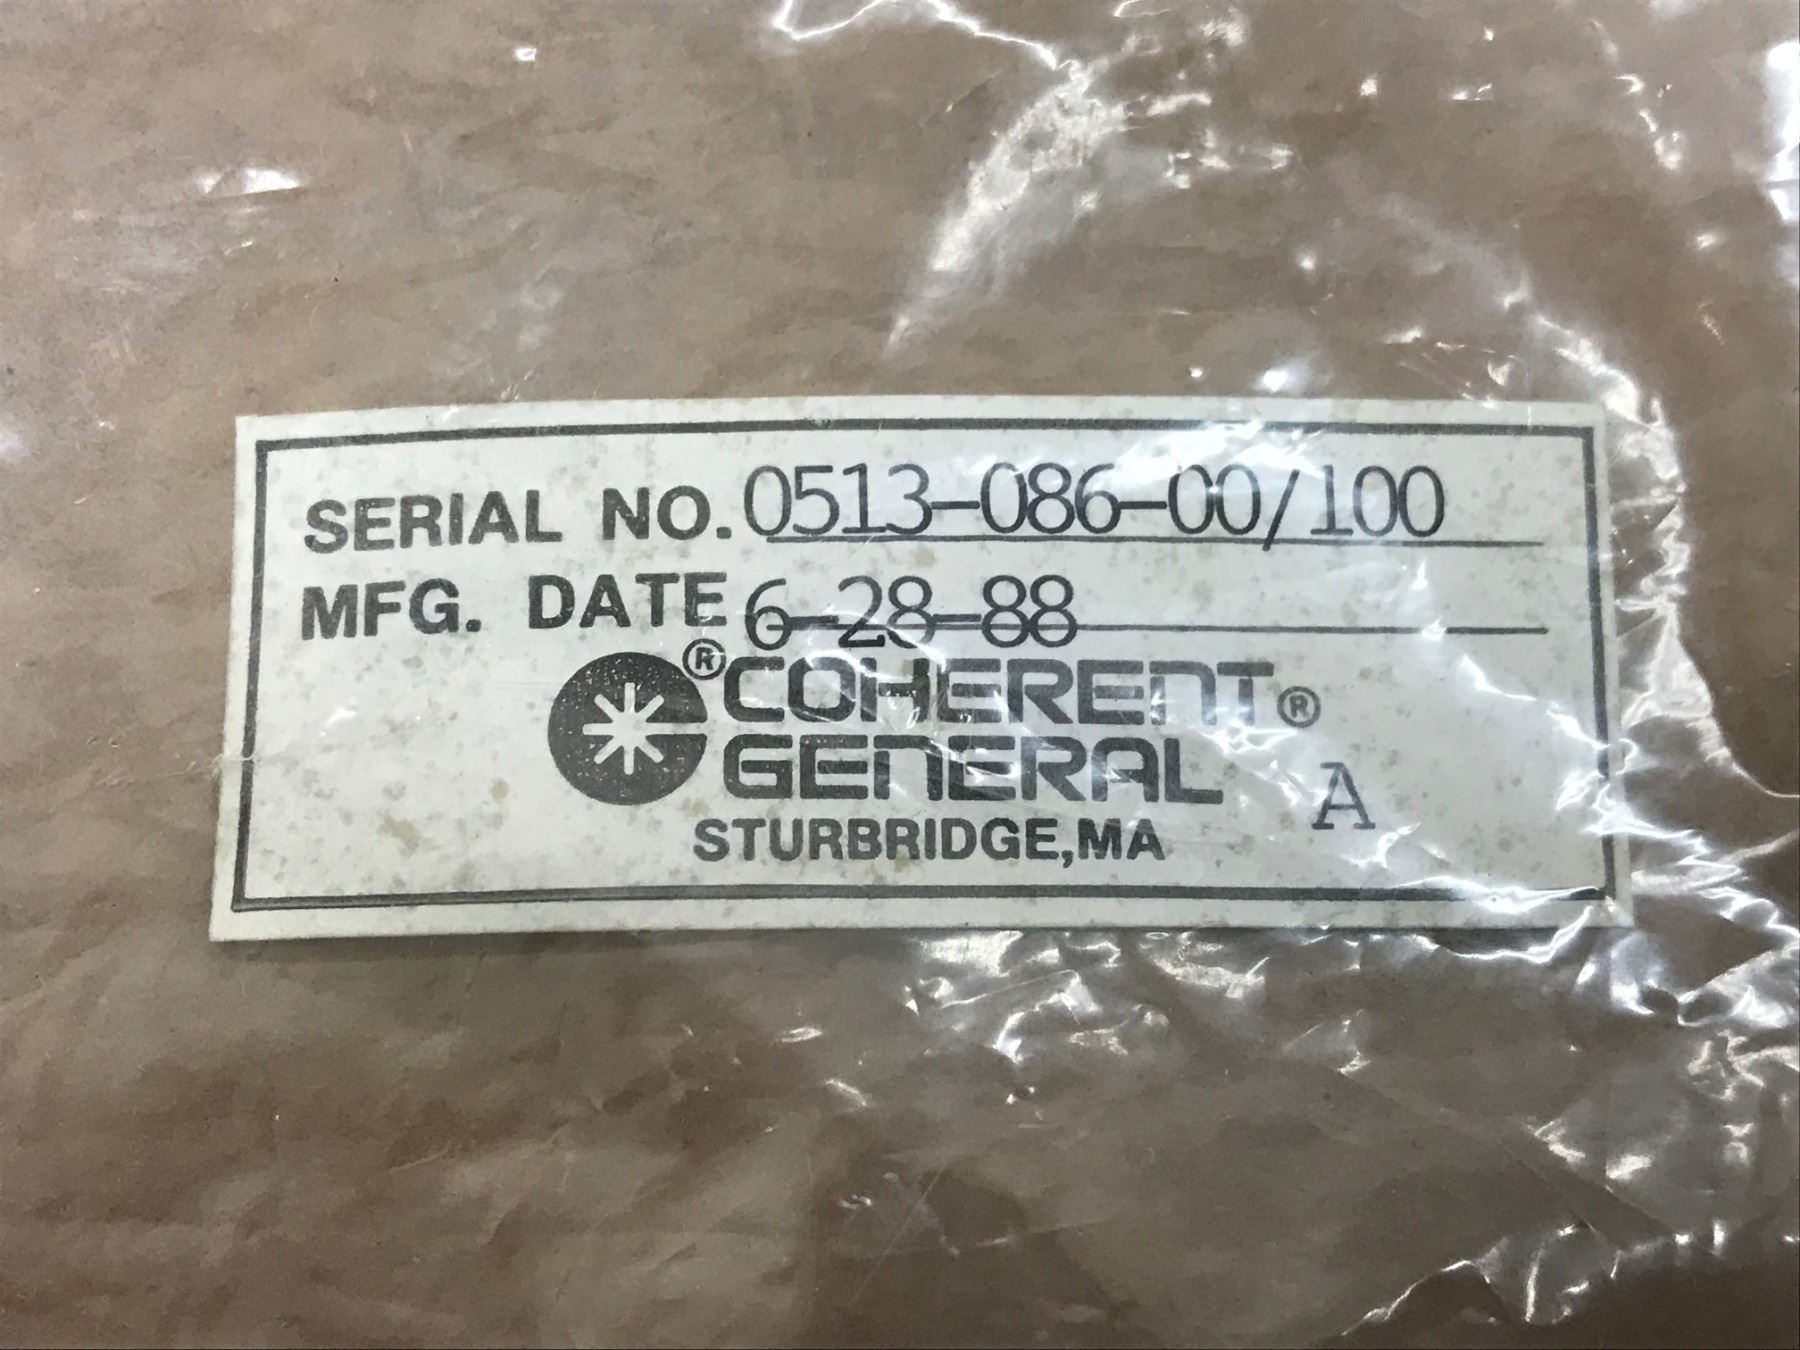 SERIAL NO. 0513-086-00/100
MFG. DATE 6-28-88
® COHERENT ®
GENERAL
A
STURBRIDGE, MA